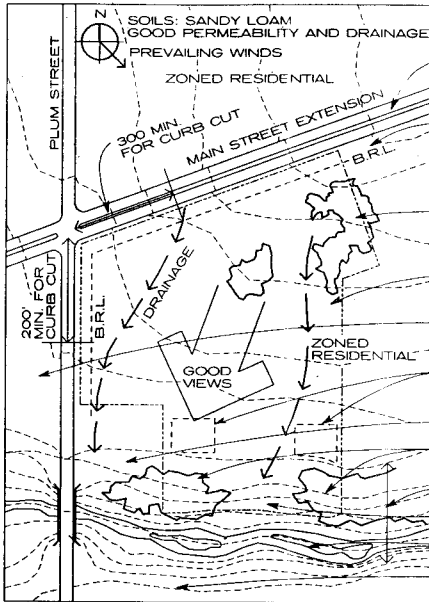 SOILS: SANDY LOAM
GOOD PERMEABILITY AND DRAINAGE
PREVAILING WINDS
ZONED RESIDENTIAL
PLUM STREET
300 MIN.
FOR CURB CUT
MAIN STREET EXTENSION
B.R.L.
200'
MIN. FOR
CURB CUT
B.R.L.
DRAINAGE
GOOD
VIEWS
ZONED
RESIDENTIAL